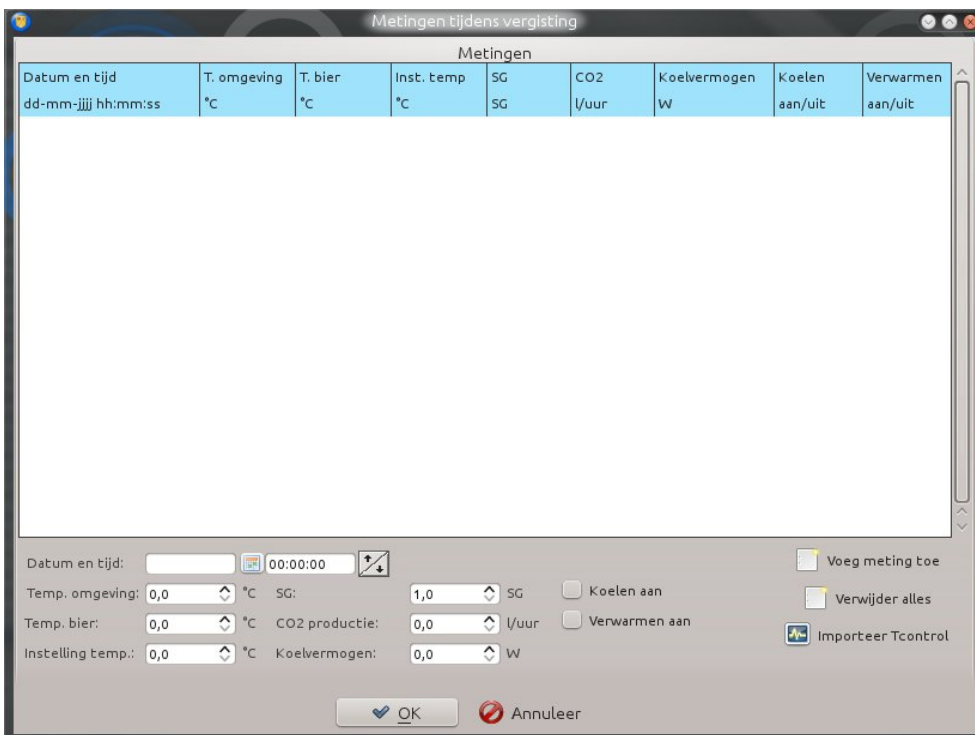 Metingen tijdens vergisting
Metingen
Datum en tijd T. omgeving T. bier Inst. temp SG CO2 Koelvermogen Koelen Verwarmen
dd-mm-jjjj hh:mm:ss °C °C °C SG l/uur W aan/uit aan/uit
Datum en tijd: 00:00:00 Voeg meting toe
Temp. omgeving: 0,0 °C SG: 1,0 SG Koelen aan Verwijder alles
Temp. bier: 0,0 °C CO2 productie: 0,0 l/uur Verwarmen aan
Instelling temp.: 0,0 °C Koelvermogen: 0,0 W Importeer Tcontrol
OK Annuleer